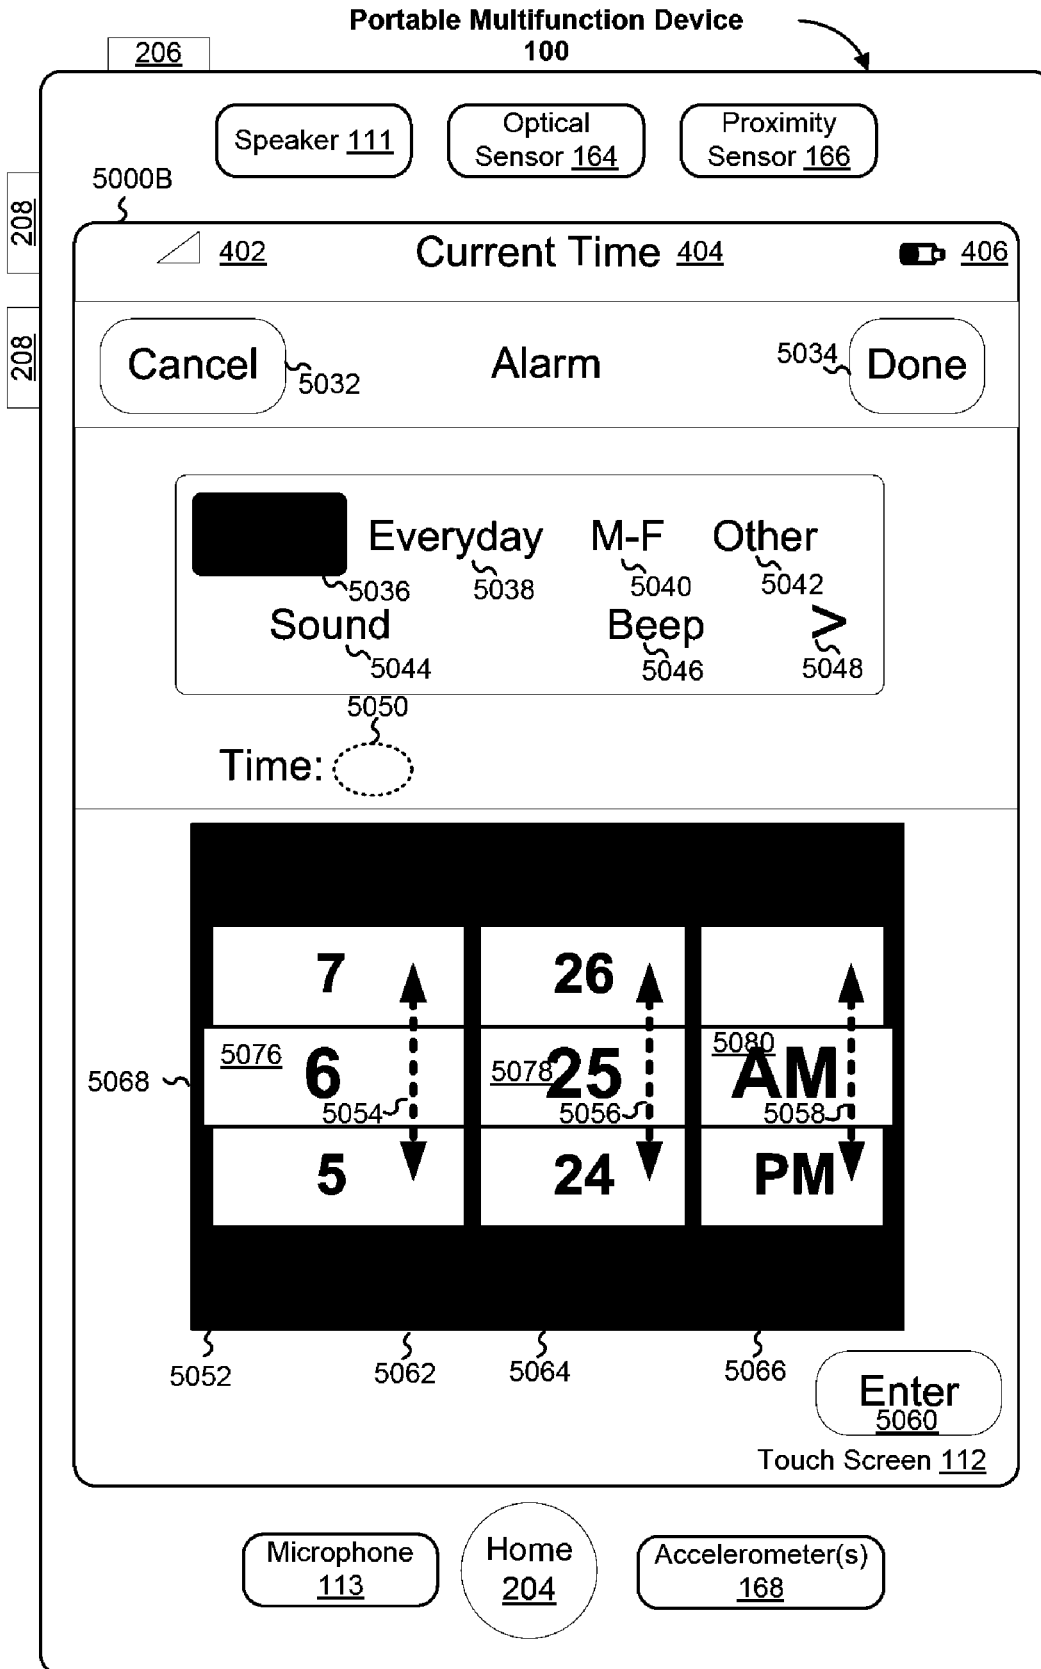 Portable Multifunction Device
100
206
Speaker 111
Optical
Sensor 164
Proximity
Sensor 166
5000B
208
208
402
Current Time 404
406
Cancel
5032
Alarm
5034
Done
5036
Everyday
5038
M-F
5040
Other
5042
Sound
5044
Beep
5046
>
5048
5050
Time:
7
26
5068
5076
6
5054
5078
25
5056
5080
AM
5058
5
24
PM
5052
5062
5064
5066
Enter
5060
Touch Screen 112
Microphone
113
Home
204
Accelerometer(s)
168